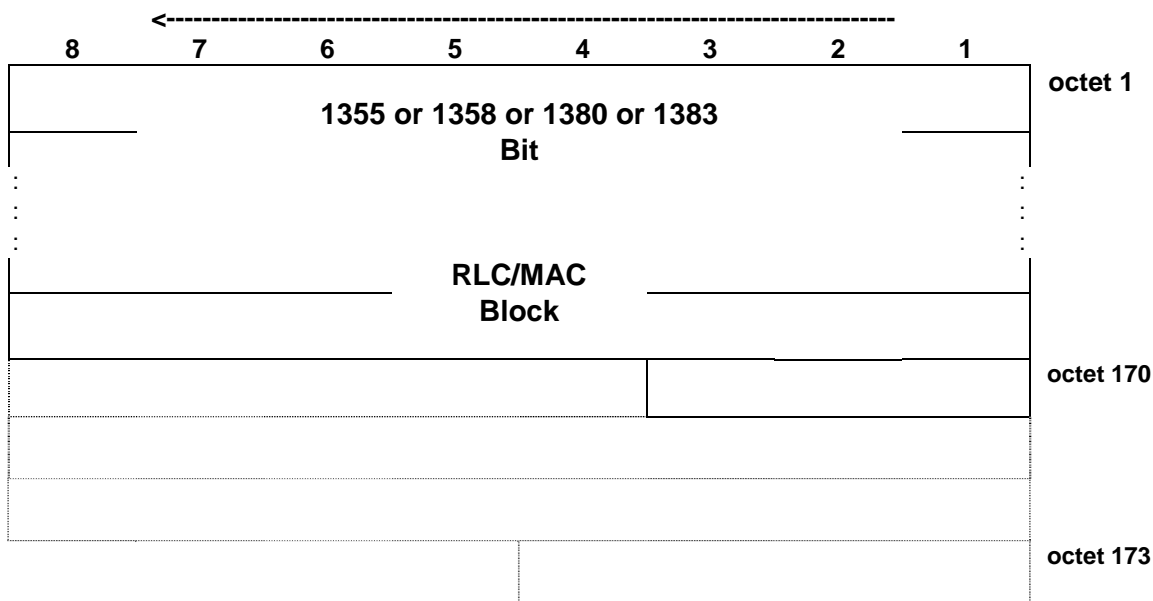 <---------------------------------------------------------------------------------
8 7 6 5 4 3 2 1
octet 1
1355 or 1358 or 1380 or 1383
Bit
: :
: :
: :
RLC/MAC
Block
octet 170
octet 173